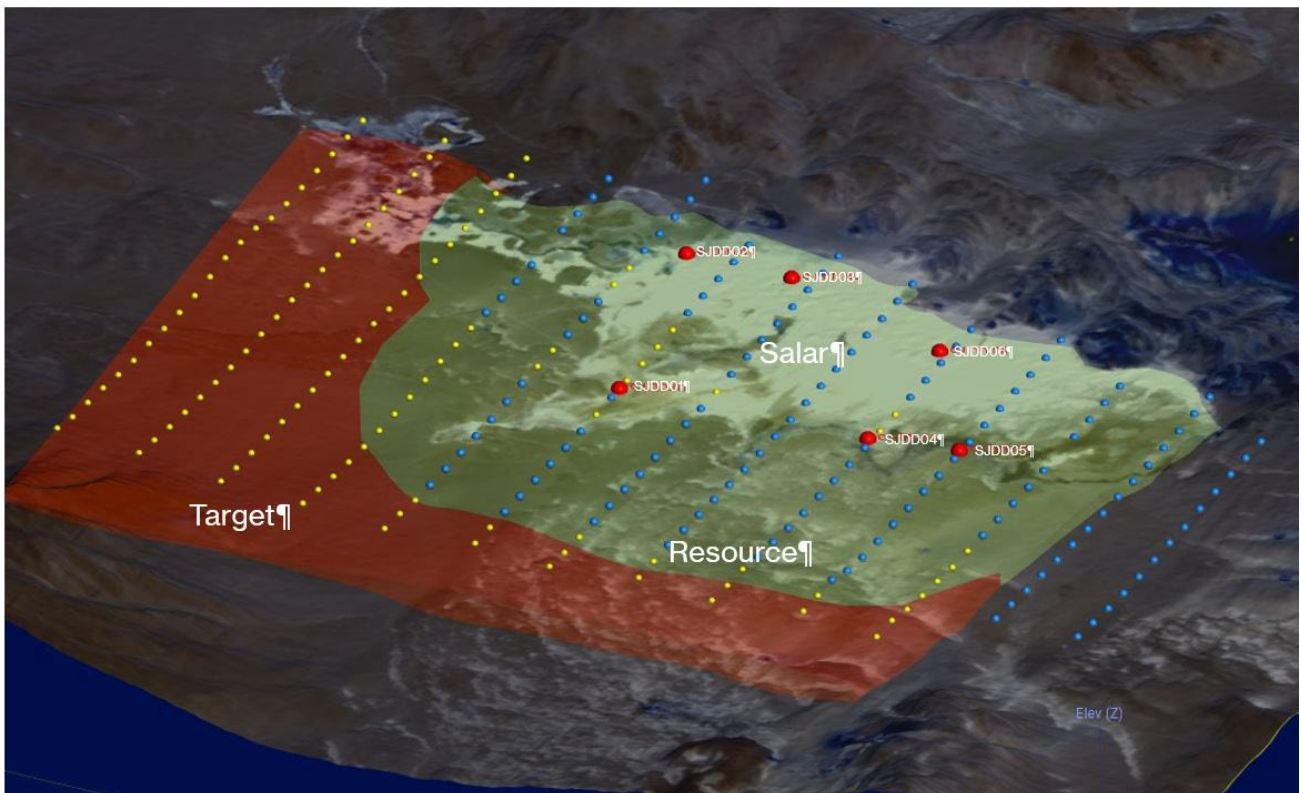 SJDD02¶
SJDD03¶
Salar¶
SJDD06¶
SJDD01¶
SJDD04¶
SJDD05¶
Target¶
Resource¶
Elev (Z)